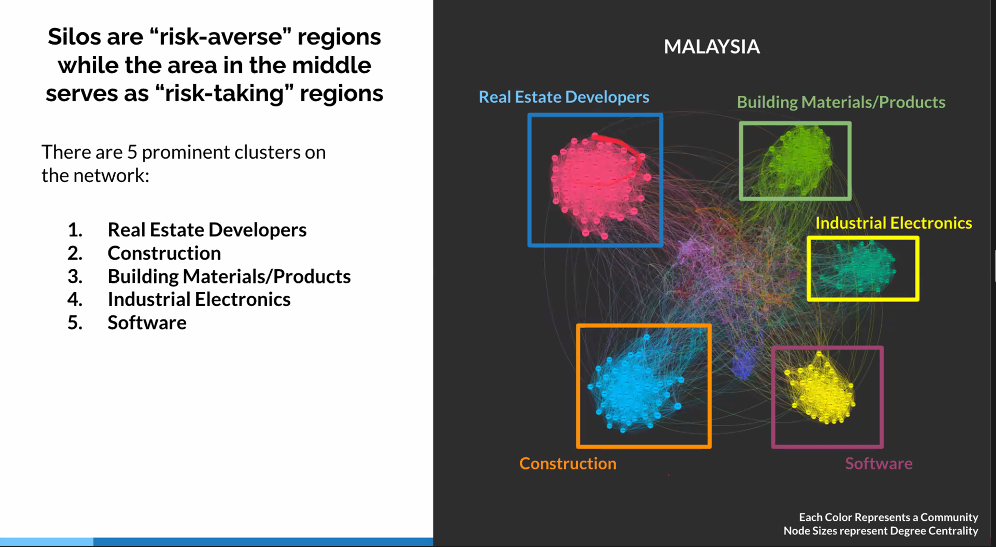 Silos are “risk-averse” regions
while the area in the middle
serves as “risk-taking” regions
There are 5 prominent clusters on
the network:
1. Real Estate Developers
2. Construction
3. Building Materials/Products
4. Industrial Electronics
5. Software
MALAYSIA
Real Estate Developers
Building Materials/Products
Industrial Electronics
Construction
Software
Each Color Represents a Community
Node Sizes represent Degree Centrality